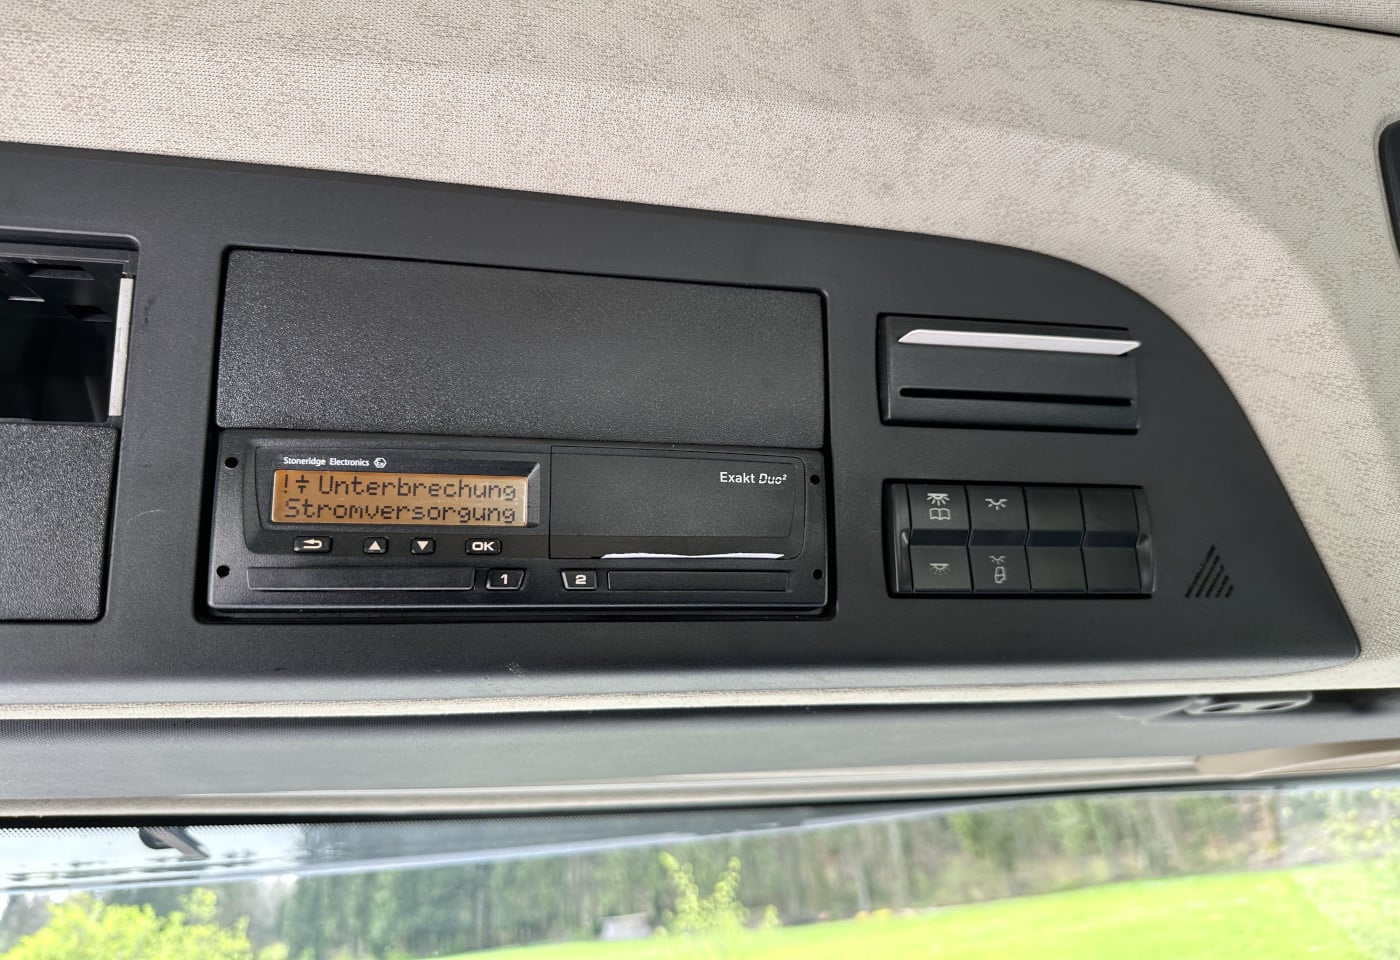 Stoneridge Electronics
Exakt Duo²
!⏚ Unterbrechung
Stromversorgung
OK
1
2